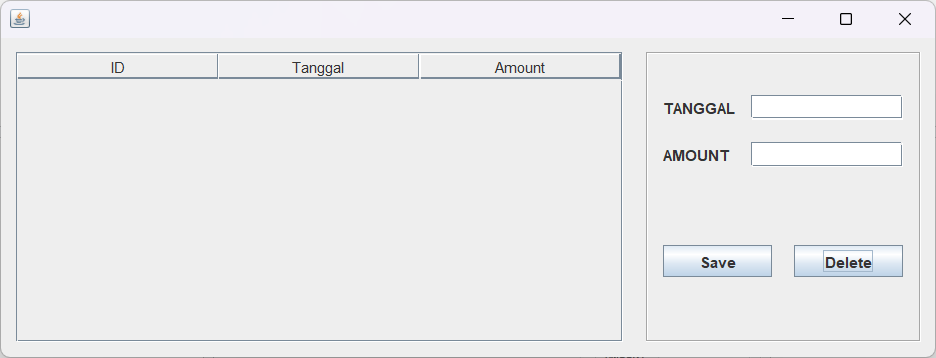 ID Tanggal Amount
TANGGAL
AMOUNT
Save Delete